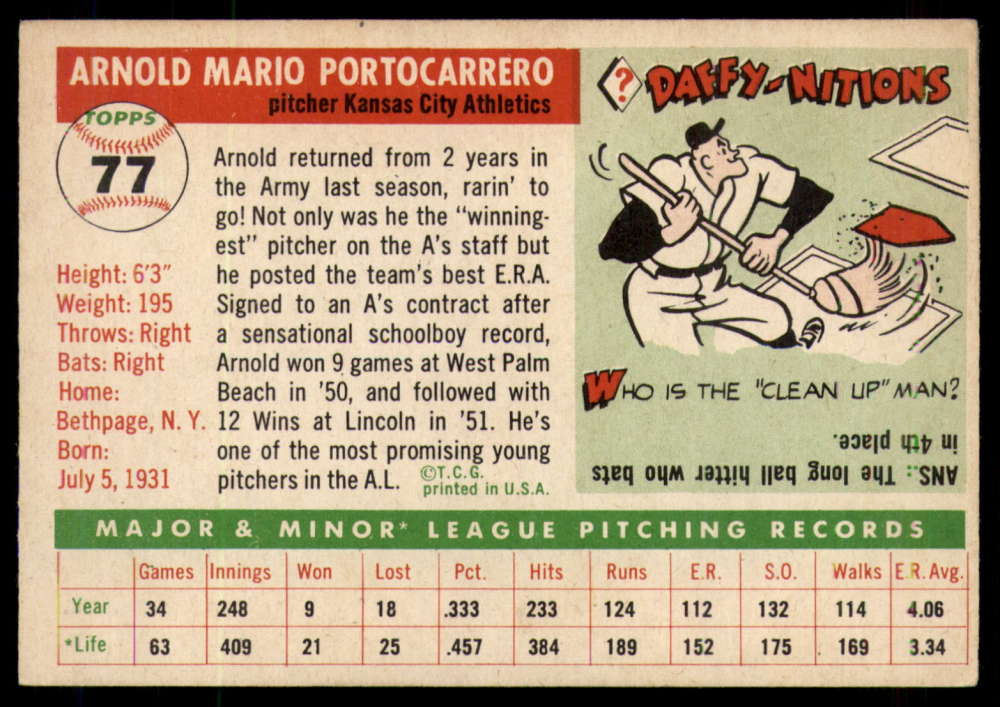 ARNOLD MARIO PORTOCARRERO
pitcher Kansas City Athletics
TOPPS
77
Height: 6'3"
Weight: 195
Throws: Right
Bats: Right
Home:
Bethpage, N. Y.
Born:
July 5, 1931
Arnold returned from 2 years in
the Army last season, rarin' to
go! Not only was he the "winning-
est" pitcher on the A's staff but
he posted the team's best E.R.A.
Signed to an A's contract after
a sensational schoolboy record,
Arnold won 9 games at West Palm
Beach in '50, and followed with
12 Wins at Lincoln in '51. He's
one of the most promising young
pitchers in the A.L.
©T.C.G.
printed in U.S.A.
? DAFFY-NITIONS
WHO IS THE "CLEAN UP" MAN?
ANS.: The long ball hitter who bats
in 4th place.
MAJOR & MINOR* LEAGUE PITCHING RECORDS
Games Innings Won Lost Pct. Hits Runs E.R. S.O. Walks E.R. Avg.
Year 34 248 9 18 .333 233 124 112 132 114 4.06
*Life 63 409 21 25 .457 384 189 152 175 169 3.34